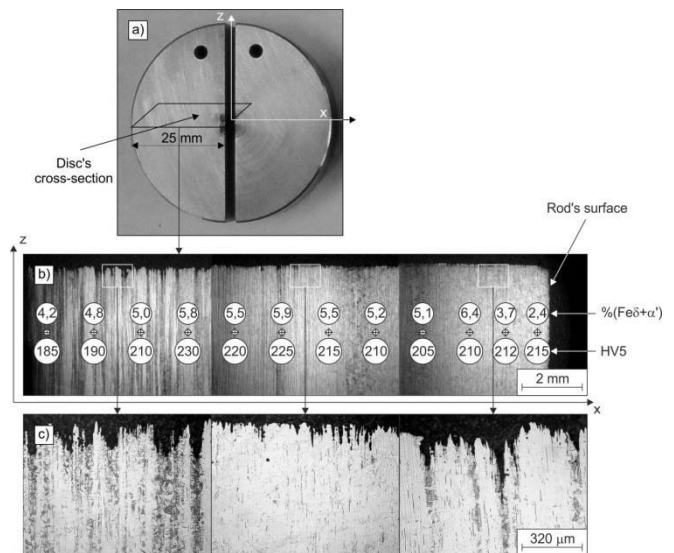 a)
z
x
25 mm
Disc's
cross-section
Rod's surface
z
b)
4,2 4,8 5,0 5,8 5,5 5,9 5,5 5,2 5,1 6,4 3,7 2,4
%(Feδ+α')
185 190 210 230 220 225 215 210 205 210 212 215
HV5
2 mm
x
c)
320 µm